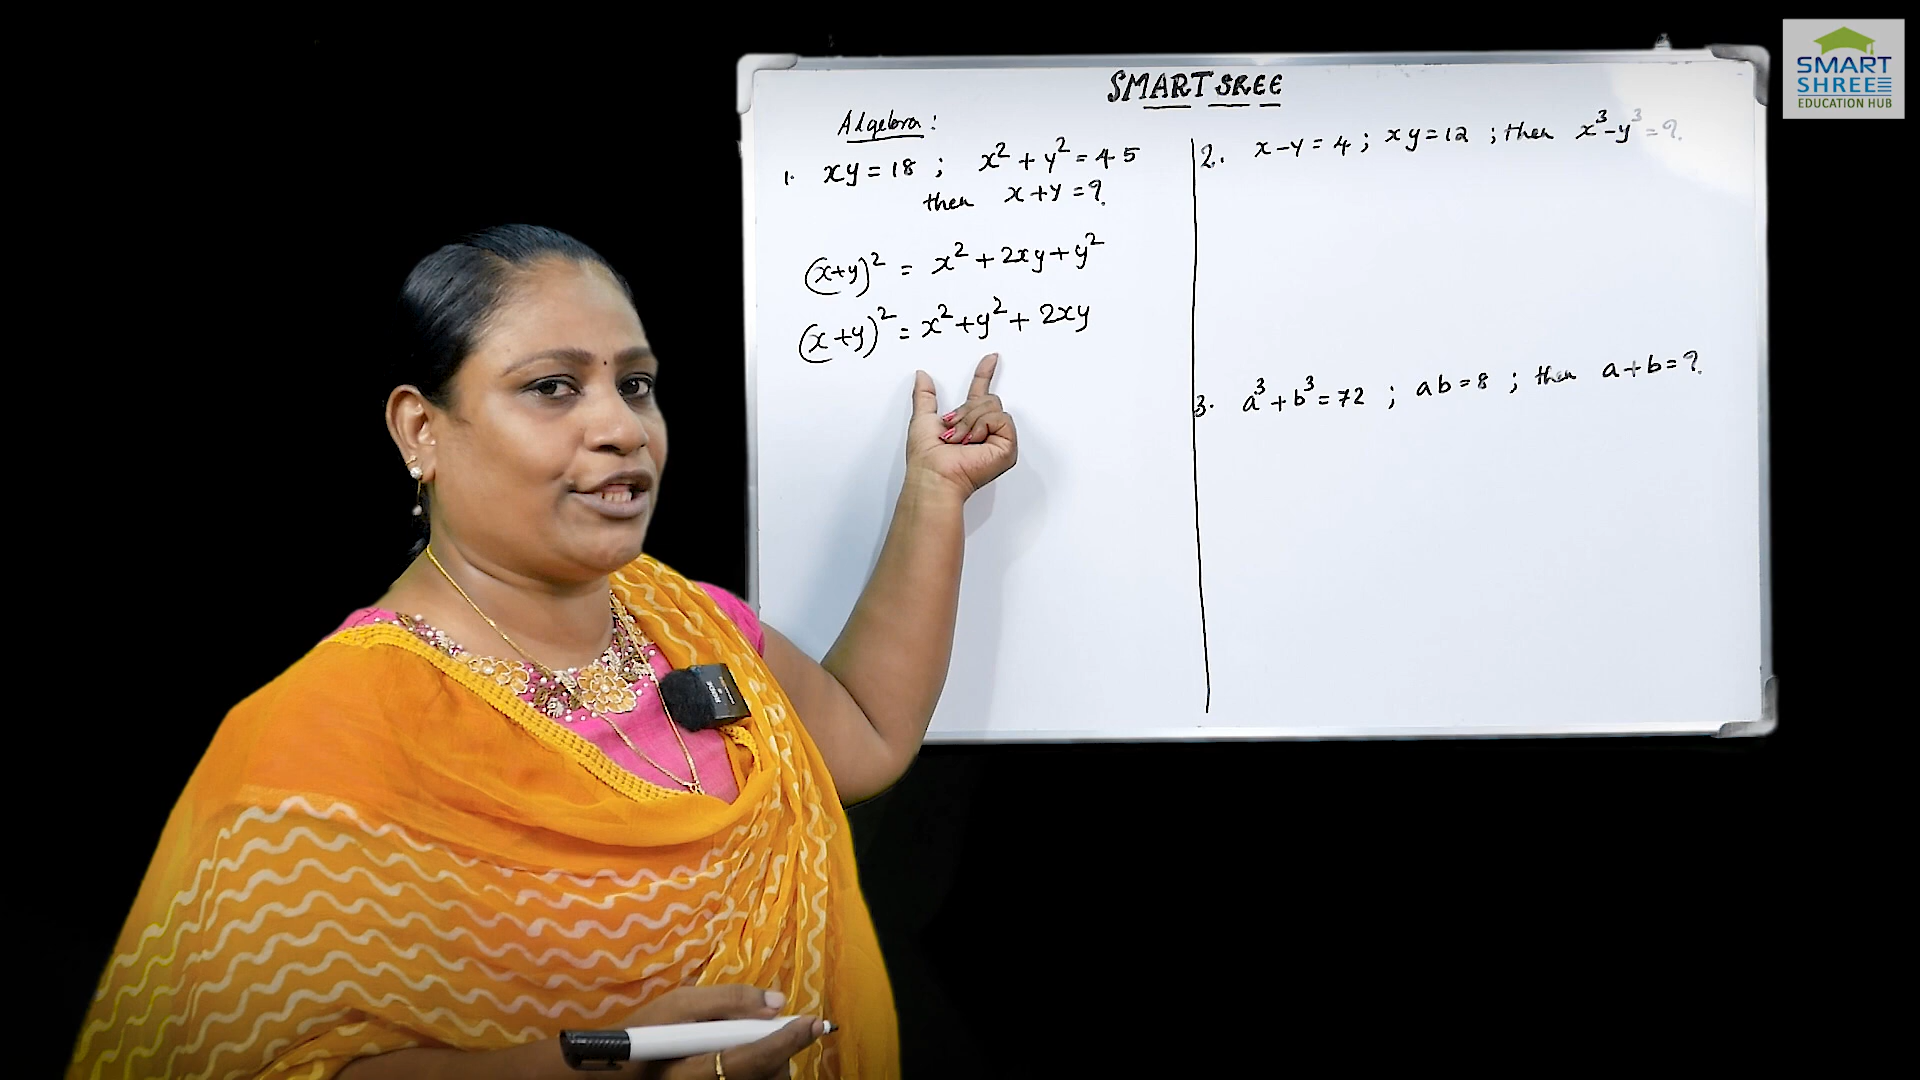 SMART SREE
Algebra:
1. xy = 18 ; x² + y² = 45
then x + y = ?
(x+y)² = x² + 2xy + y²
(x+y)² = x² + y² + 2xy
2. x - y = 4 ; xy = 12 ; then x³ - y³ = ?
3. a³ + b³ = 72 ; ab = 8 ; then a + b = ?
SMART
SHREE
EDUCATION HUB